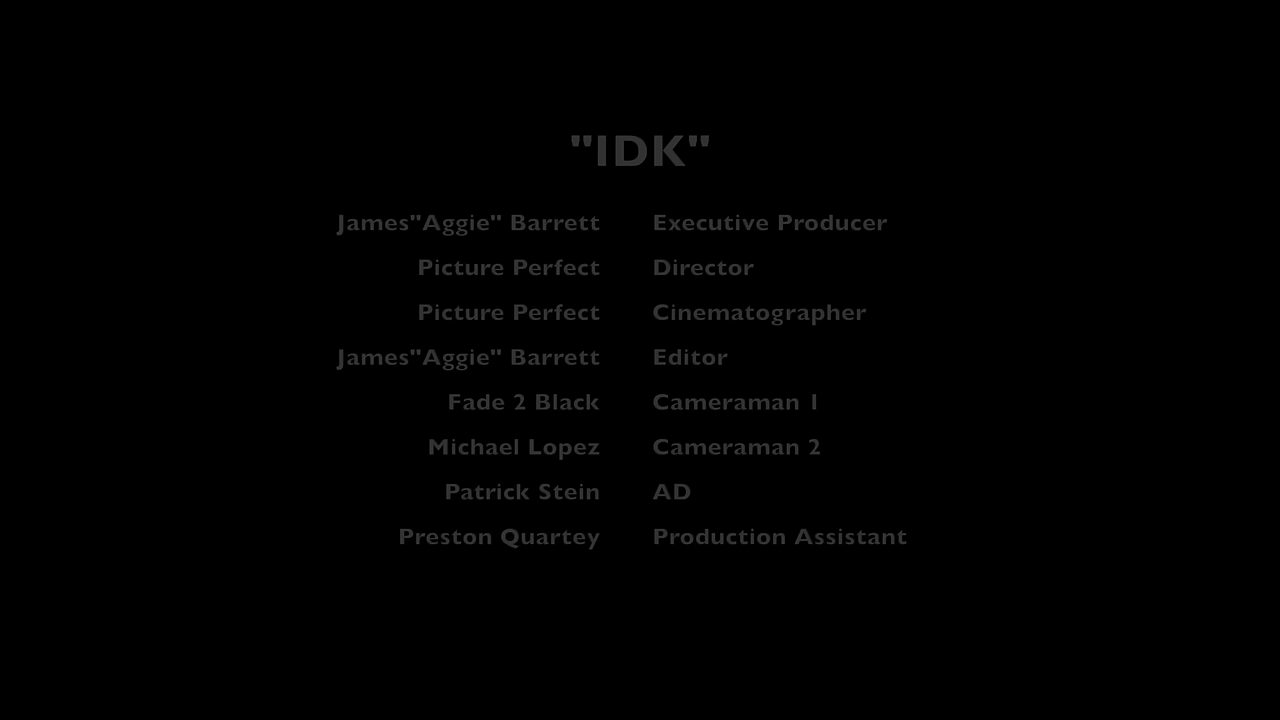 "IDK"
James"Aggie" Barrett Executive Producer
Picture Perfect Director
Picture Perfect Cinematographer
James"Aggie" Barrett Editor
Fade 2 Black Cameraman 1
Michael Lopez Cameraman 2
Patrick Stein AD
Preston Quartey Production Assistant